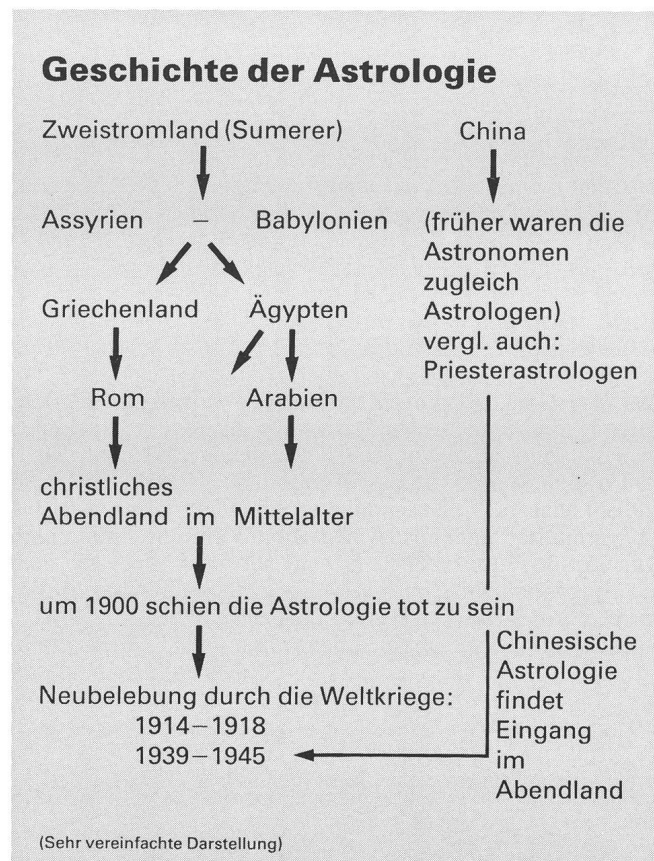 Geschichte der Astrologie
Zweistromland (Sumerer)
China
Assyrien – Babylonien
(früher waren die
Astronomen
zugleich
Astrologen)
vergl. auch:
Priesterastrologen
Griechenland Ägypten
Rom Arabien
christliches
Abendland im Mittelalter
um 1900 schien die Astrologie tot zu sein
Neubelebung durch die Weltkriege:
1914–1918
1939–1945
Chinesische
Astrologie
findet
Eingang
im
Abendland
(Sehr vereinfachte Darstellung)